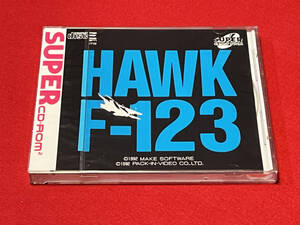 SUPER
CD-ROM²
HAWK
F-123
©1992 MAKE SOFTWARE
©1992 PACK-IN-VIDEO CO., LTD.